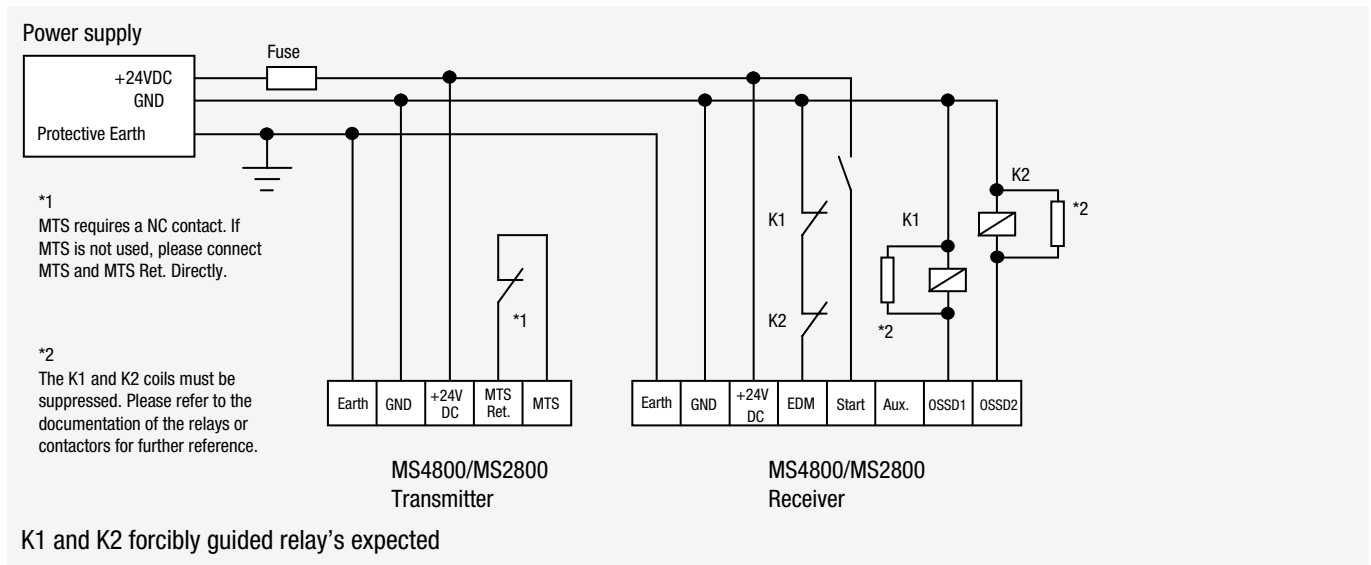 Power supply
Fuse
+24VDC
GND
Protective Earth
*1
MTS requires a NC contact. If
MTS is not used, please connect
MTS and MTS Ret. Directly.
*2
The K1 and K2 coils must be
suppressed. Please refer to the
documentation of the relays or
contactors for further reference.
*1
K1
K2
K1
*2
K2
*2
Earth
GND
+24V
DC
MTS
Ret.
MTS
MS4800/MS2800
Transmitter
Earth
GND
+24V
DC
EDM
Start
Aux.
OSSD1
OSSD2
MS4800/MS2800
Receiver
K1 and K2 forcibly guided relay's expected